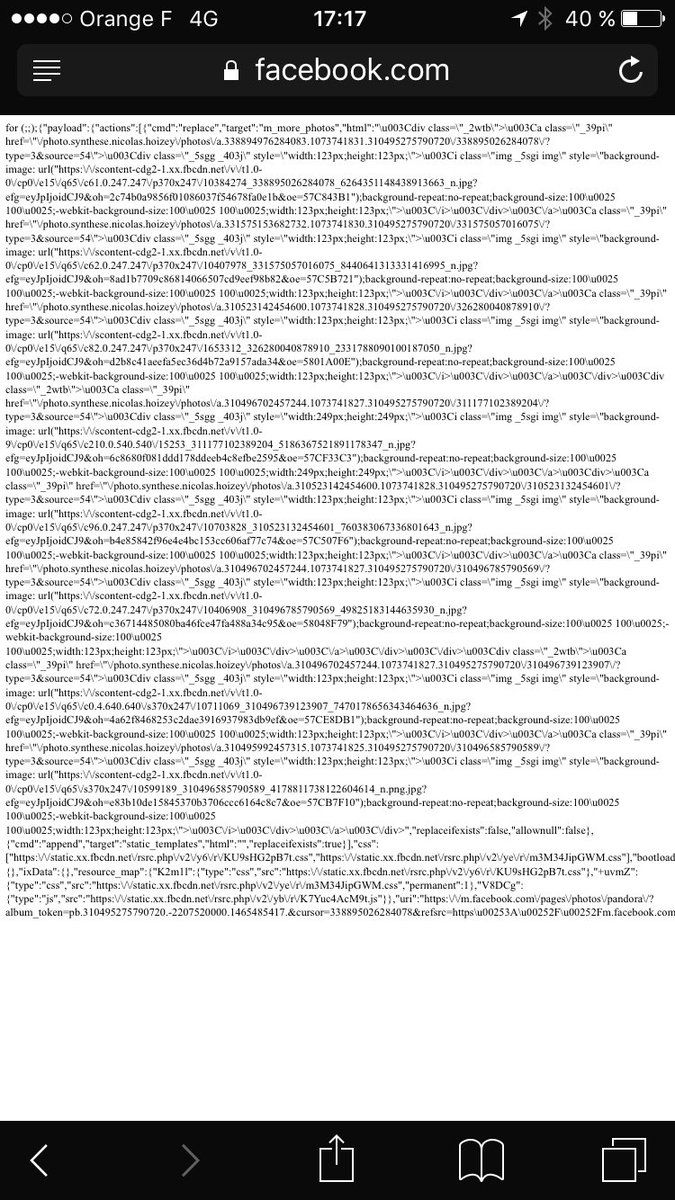 Orange F 4G 17:17 40 %
facebook.com
for (;;);{"payload":{"actions":[{"cmd":"replace","target":"m_more_photos","html":"\u003Cdiv class=\"_2wtb\">\u003Ca class=\"_39pi\"
href=\"\/photo.synthese.nicolas.hoizey\/photos\/a.338894976284083.1073741831.310495275790720\/338895026284078\/?
type=3&source=54\">\u003Cdiv class=\"_5sgg _403j\" style=\"width:123px;height:123px;\">\u003Ci class=\"img _5sgi img\" style=\"background-
image: url("https:\/\/scontent-cdg2-1.xx.fbcdn.net\/v\/t1.0-
0\/cp0\/e15\/q65\/c61.0.247.247\/p370x247\/10384274_338895026284078_6264351148438913663_n.jpg?
efg=eyJpIjoidCJ9&oh=2c74b0a9856f01086037f54678fa0e1b&oe=57C843B1");background-repeat:no-repeat;background-size:100\u0025
100\u0025;-webkit-background-size:100\u0025 100\u0025;width:123px;height:123px;\">\u003C\/i>\u003C\/div>\u003C\/a>\u003Ca class=\"_39pi\"
href=\"\/photo.synthese.nicolas.hoizey\/photos\/a.331575153682732.1073741830.310495275790720\/331575057016075\/?
type=3&source=54\">\u003Cdiv class=\"_5sgg _403j\" style=\"width:123px;height:123px;\">\u003Ci class=\"img _5sgi img\" style=\"background-
image: url("https:\/\/scontent-cdg2-1.xx.fbcdn.net\/v\/t1.0-
0\/cp0\/e15\/q65\/c62.0.247.247\/p370x247\/10407978_331575057016075_8440641313331416995_n.jpg?
efg=eyJpIjoidCJ9&oh=8ad1b7709c86814066507cd9eef98b82&oe=57C5B721");background-repeat:no-repeat;background-size:100\u0025
100\u0025;-webkit-background-size:100\u0025 100\u0025;width:123px;height:123px;\">\u003C\/i>\u003C\/div>\u003C\/a>\u003Ca class=\"_39pi\"
href=\"\/photo.synthese.nicolas.hoizey\/photos\/a.310523142454600.1073741828.310495275790720\/326280040878910\/?
type=3&source=54\">\u003Cdiv class=\"_5sgg _403j\" style=\"width:123px;height:123px;\">\u003Ci class=\"img _5sgi img\" style=\"background-
image: url("https:\/\/scontent-cdg2-1.xx.fbcdn.net\/v\/t1.0-
0\/cp0\/e15\/q65\/c82.0.247.247\/p370x247\/1653312_326280040878910_2331788090100187050_n.jpg?
efg=eyJpIjoidCJ9&oh=d2b8c41aeefa5ec36d4b72a9157ada34&oe=5801A00E");background-repeat:no-repeat;background-size:100\u0025
100\u0025;-webkit-background-size:100\u0025 100\u0025;width:123px;height:123px;\">\u003C\/i>\u003C\/div>\u003C\/a>\u003C\/div>\u003Cdiv
class=\"_2wtb\">\u003Ca class=\"_39pi\"
href=\"\/photo.synthese.nicolas.hoizey\/photos\/a.310496702457244.1073741827.310495275790720\/311177102389204\/?
type=3&source=54\">\u003Cdiv class=\"_5sgg _403j\" style=\"width:249px;height:249px;\">\u003Ci class=\"img _5sgi img\" style=\"background-
image: url("https:\/\/scontent-cdg2-1.xx.fbcdn.net\/v\/t1.0-
9\/cp0\/e15\/q65\/c210.0.540.540\/15253_311177102389204_5186367521891178347_n.jpg?
efg=eyJpIjoidCJ9&oh=6c8680f081ddd178ddeeb4c8efbe2595&oe=57CF33C3");background-repeat:no-repeat;background-size:100\u0025
100\u0025;-webkit-background-size:100\u0025 100\u0025;width:249px;height:249px;\">\u003C\/i>\u003C\/div>\u003C\/a>\u003Cdiv>\u003Ca
class=\"_39pi\" href=\"\/photo.synthese.nicolas.hoizey\/photos\/a.310523142454600.1073741828.310495275790720\/310523132454601\/?
type=3&source=54\">\u003Cdiv class=\"_5sgg _403j\" style=\"width:123px;height:123px;\">\u003Ci class=\"img _5sgi img\" style=\"background-
image: url("https:\/\/scontent-cdg2-1.xx.fbcdn.net\/v\/t1.0-
0\/cp0\/e15\/q65\/c96.0.247.247\/p370x247\/10703828_310523132454601_760383067336801643_n.jpg?
efg=eyJpIjoidCJ9&oh=b4e85842f96e4e4bc153cc606af77c74&oe=57C507F6");background-repeat:no-repeat;background-size:100\u0025
100\u0025;-webkit-background-size:100\u0025 100\u0025;width:123px;height:123px;\">\u003C\/i>\u003C\/div>\u003C\/a>\u003Ca class=\"_39pi\"
href=\"\/photo.synthese.nicolas.hoizey\/photos\/a.310496702457244.1073741827.310495275790720\/310496785790569\/?
type=3&source=54\">\u003Cdiv class=\"_5sgg _403j\" style=\"width:123px;height:123px;\">\u003Ci class=\"img _5sgi img\" style=\"background-
image: url("https:\/\/scontent-cdg2-1.xx.fbcdn.net\/v\/t1.0-
0\/cp0\/e15\/q65\/c72.0.247.247\/p370x247\/10406908_310496785790569_49825183144635930_n.jpg?
efg=eyJpIjoidCJ9&oh=c36714485080ba46fce47fa488a34c95&oe=58048F79");background-repeat:no-repeat;background-size:100\u0025 100\u0025;-
webkit-background-size:100\u0025
100\u0025;width:123px;height:123px;\">\u003C\/i>\u003C\/div>\u003C\/a>\u003C\/div>\u003C\/div>\u003Cdiv class=\"_2wtb\">\u003Ca
class=\"_39pi\" href=\"\/photo.synthese.nicolas.hoizey\/photos\/a.310496702457244.1073741827.310495275790720\/310496739123907\/?
type=3&source=54\">\u003Cdiv class=\"_5sgg _403j\" style=\"width:123px;height:123px;\">\u003Ci class=\"img _5sgi img\" style=\"background-
image: url("https:\/\/scontent-cdg2-1.xx.fbcdn.net\/v\/t1.0-
0\/cp0\/e15\/q65\/c0.4.640.640\/s370x247\/10711069_310496739123907_7470178656343464636_n.jpg?
efg=eyJpIjoidCJ9&oh=4a62f8468253c2dae3916937983db9ef&oe=57CE8DB1");background-repeat:no-repeat;background-size:100\u0025
100\u0025;-webkit-background-size:100\u0025 100\u0025;width:123px;height:123px;\">\u003C\/i>\u003C\/div>\u003C\/a>\u003Ca class=\"_39pi\"
href=\"\/photo.synthese.nicolas.hoizey\/photos\/a.310495992457315.1073741825.310495275790720\/310496585790589\/?
type=3&source=54\">\u003Cdiv class=\"_5sgg _403j\" style=\"width:123px;height:123px;\">\u003Ci class=\"img _5sgi img\" style=\"background-
image: url("https:\/\/scontent-cdg2-1.xx.fbcdn.net\/v\/t1.0-
0\/cp0\/e15\/q65\/s370x247\/10599189_310496585790589_4178811738122604614_n.png.jpg?
efg=eyJpIjoidCJ9&oh=e83b10de15845370b3706ccc6164c8c7&oe=57CB7F10");background-repeat:no-repeat;background-size:100\u0025
100\u0025;-webkit-background-size:100\u0025
100\u0025;width:123px;height:123px;\">\u003C\/i>\u003C\/div>\u003C\/a>\u003C\/div>","replaceifexists":false,"allownull":false},
{"cmd":"append","target":"static_templates","html":"","replaceifexists":true}],"css":
["https:\/\/static.xx.fbcdn.net\/rsrc.php\/v2\/y6\/r\/KU9sHG2pB7t.css","https:\/\/static.xx.fbcdn.net\/rsrc.php\/v2\/ye\/r\/m3M34JipGWM.css"],"bootload
{},"ixData":{},"resource_map":{"K2m1I":{"type":"css","src":"https:\/\/static.xx.fbcdn.net\/rsrc.php\/v2\/y6\/r\/KU9sHG2pB7t.css"},"+uvmZ":
{"type":"css","src":"https:\/\/static.xx.fbcdn.net\/rsrc.php\/v2\/ye\/r\/m3M34JipGWM.css","permanent":1},"V8DCg":
{"type":"js","src":"https:\/\/static.xx.fbcdn.net\/rsrc.php\/v2\/yb\/r\/K7Yuc4AcM9t.js"}},"uri":"https:\/\/m.facebook.com\/pages\/photos\/pandora\/?
album_token=pb.310495275790720.-2207520000.1465485417.&cursor=338895026284078&refsrc=https\u00253A\u00252F\u00252Fm.facebook.com